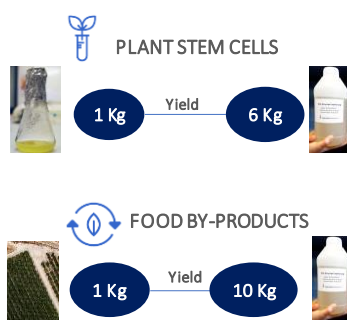 PLANT STEM CELLS
1 Kg
Yield
6 Kg
FOOD BY-PRODUCTS
1 Kg
Yield
10 Kg